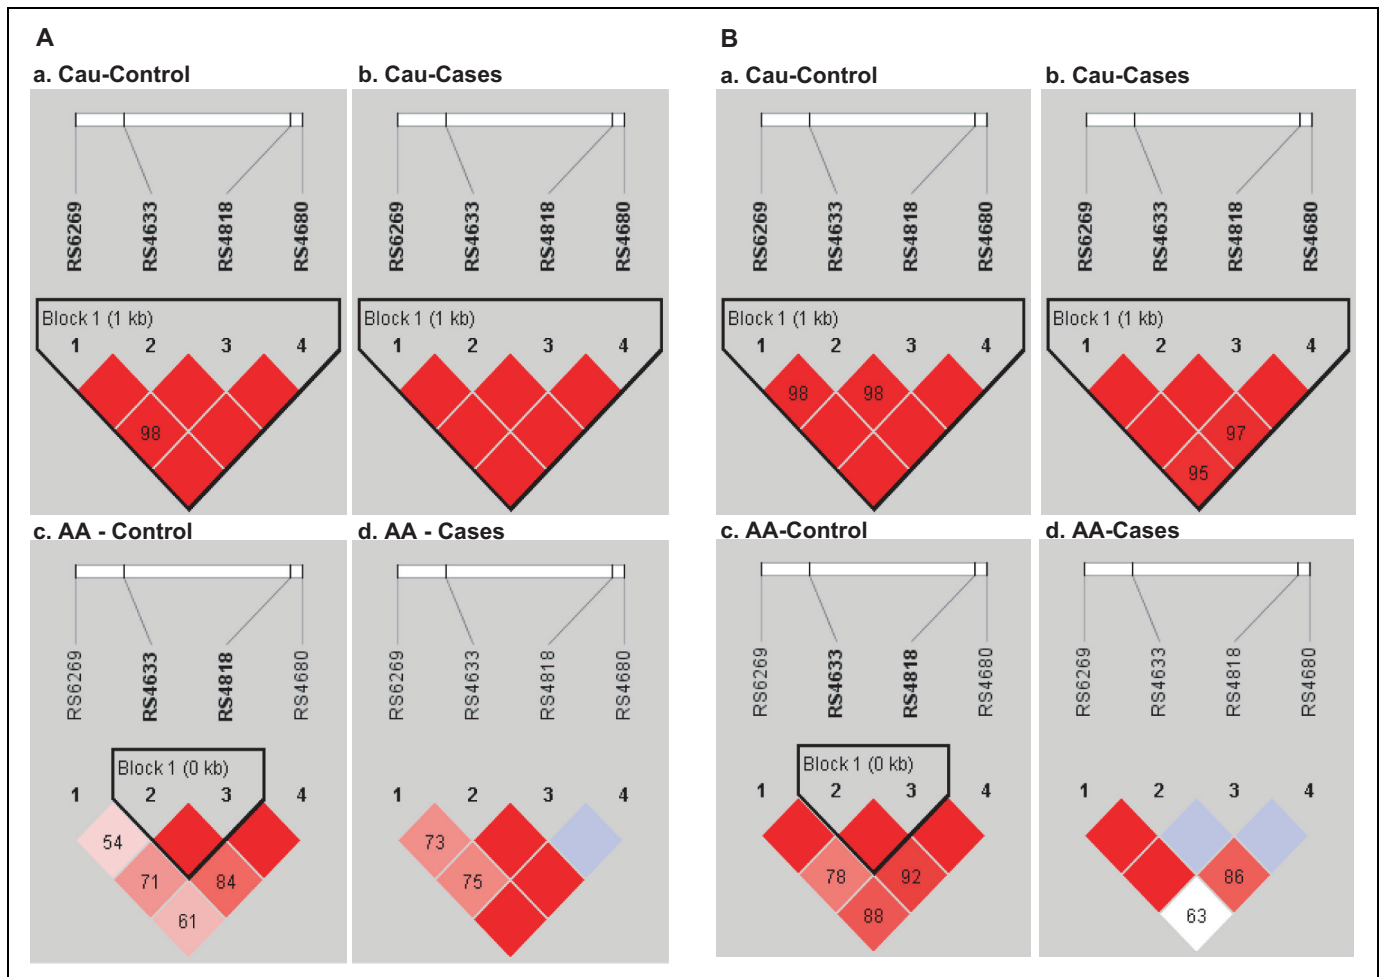 A
B
a. Cau-Control
b. Cau-Cases
a. Cau-Control
b. Cau-Cases
RS6269
RS4633
RS4818
RS4680
RS6269
RS4633
RS4818
RS4680
RS6269
RS4633
RS4818
RS4680
RS6269
RS4633
RS4818
RS4680
Block 1 (1 kb)
1 2 3 4
98
Block 1 (1 kb)
1 2 3 4
Block 1 (1 kb)
1 2 3 4
98 98
Block 1 (1 kb)
1 2 3 4
97
95
c. AA - Control
d. AA - Cases
c. AA-Control
d. AA-Cases
RS6269
RS4633
RS4818
RS4680
RS6269
RS4633
RS4818
RS4680
RS6269
RS4633
RS4818
RS4680
RS6269
RS4633
RS4818
RS4680
Block 1 (0 kb)
1 2 3 4
54
71 84
61
1 2 3 4
73
75
Block 1 (0 kb)
1 2 3 4
78 92
88
1 2 3 4
86
63